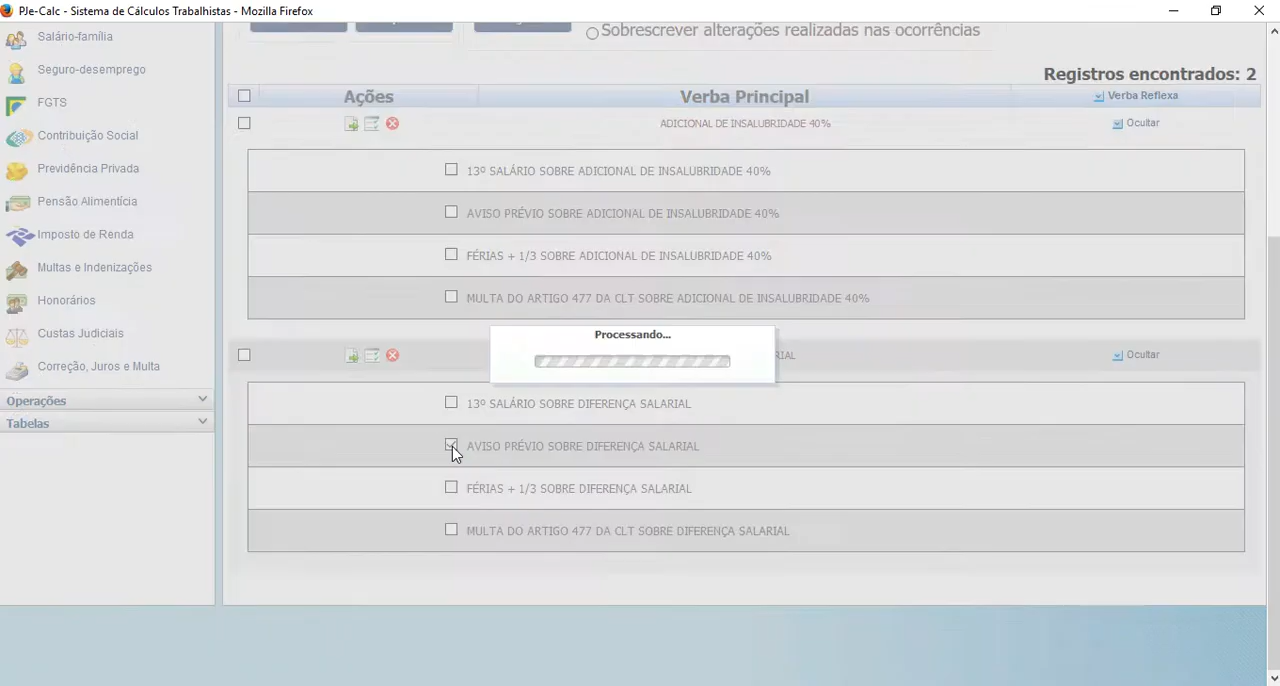 PJe-Calc - Sistema de Cálculos Trabalhistas - Mozilla Firefox
Salário-família
Seguro-desemprego
FGTS
Contribuição Social
Previdência Privada
Pensão Alimentícia
Imposto de Renda
Multas e Indenizações
Honorários
Custas Judiciais
Correção, Juros e Multa
Operações
Tabelas
Sobrescrever alterações realizadas nas ocorrências
Registros encontrados: 2
Ações Verba Principal Verba Reflexa
ADICIONAL DE INSALUBRIDADE 40% Ocultar
13º SALÁRIO SOBRE ADICIONAL DE INSALUBRIDADE 40%
AVISO PRÉVIO SOBRE ADICIONAL DE INSALUBRIDADE 40%
FÉRIAS + 1/3 SOBRE ADICIONAL DE INSALUBRIDADE 40%
MULTA DO ARTIGO 477 DA CLT SOBRE ADICIONAL DE INSALUBRIDADE 40%
Processando...
Ocultar
13º SALÁRIO SOBRE DIFERENÇA SALARIAL
AVISO PRÉVIO SOBRE DIFERENÇA SALARIAL
FÉRIAS + 1/3 SOBRE DIFERENÇA SALARIAL
MULTA DO ARTIGO 477 DA CLT SOBRE DIFERENÇA SALARIAL